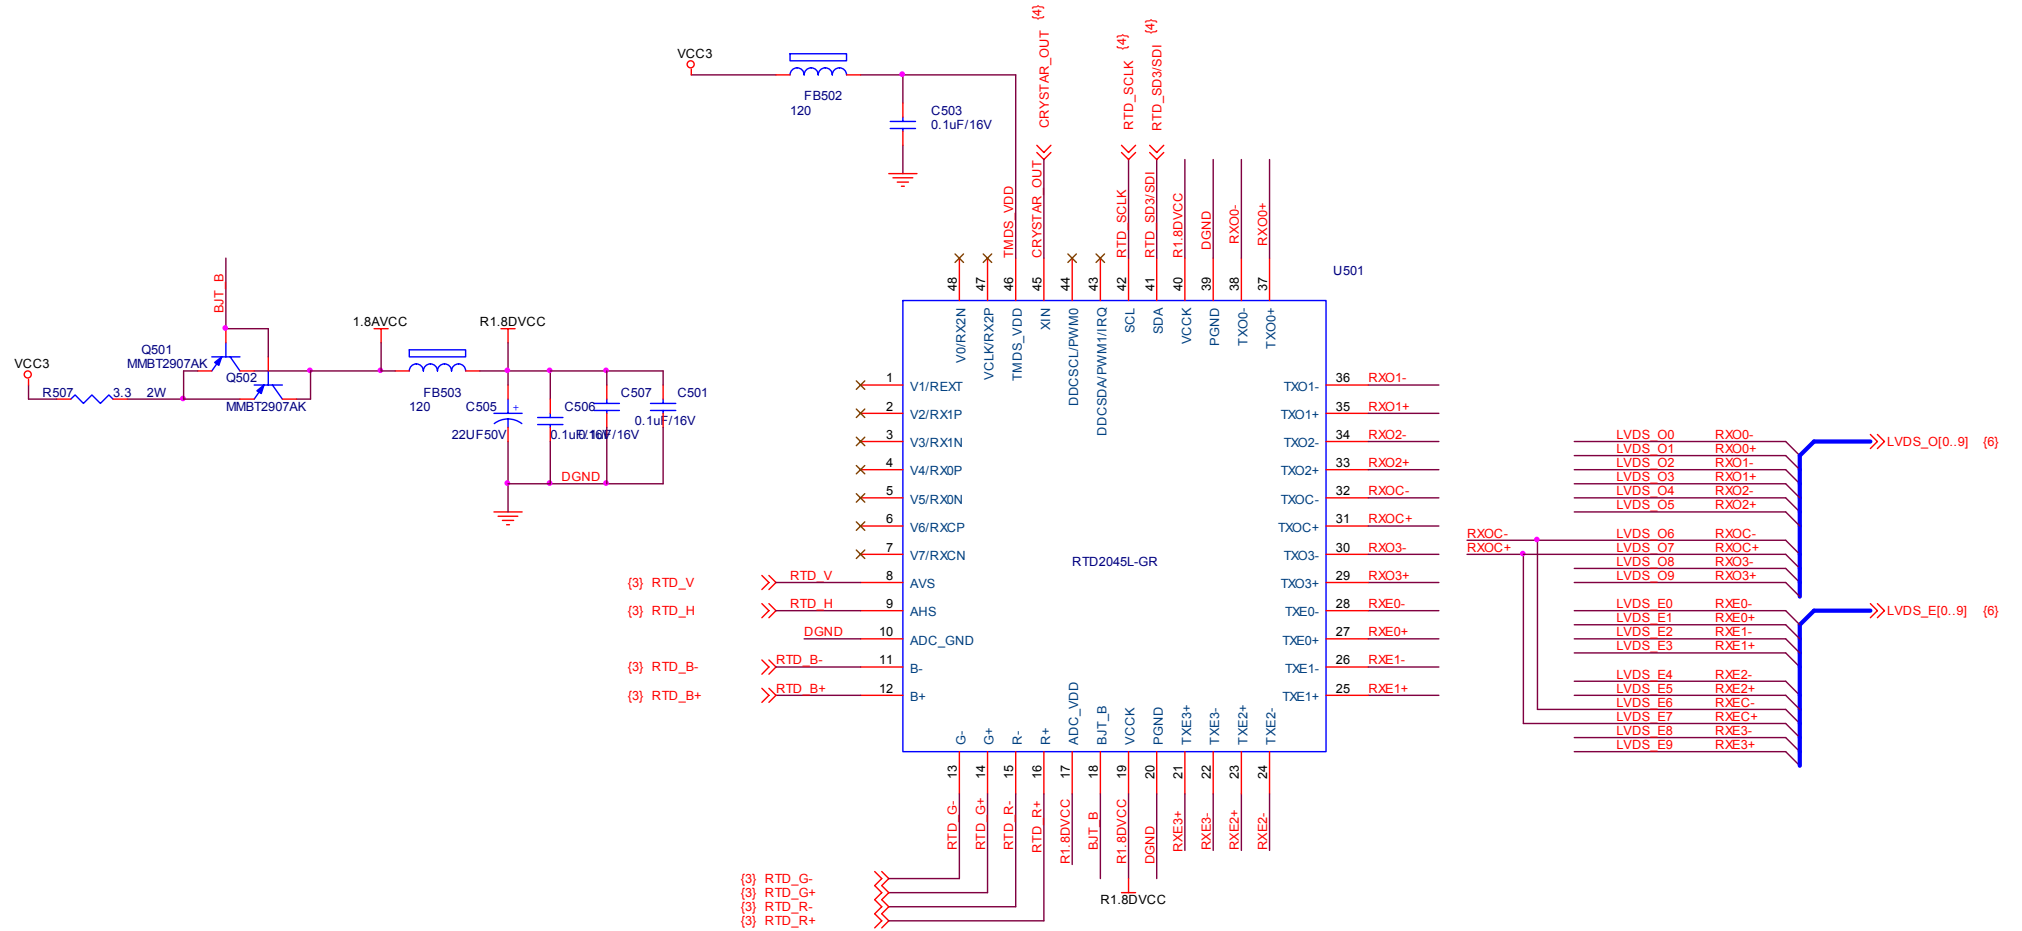 VCC3
FB502
120
C503
0.1uF/16V
CRYSTAR_OUT {4}
RTD_SCLK {4}
RTD_SD3/SDI {4}
TMDS_VDD
CRYSTAR_OUT
RTD_SCLK
RTD_SD3/SDI
R1.8DVCC
DGND
RXO0-
RXO0+
U501
48 47 46 45 44 43 42 41 40 39 38 37
V0/RX2N
VCLK/RX2P
TMDS_VDD
XIN
DDCSCL/PWM0
DDCSDA/PWM1/IRQ
SCL
SDA
VCCK
PGND
TXO0-
TXO0+
BJT_B
Q501
MMBT2907AK
Q502
MMBT2907AK
VCC3
R507 3.3 2W
1.8AVCC
R1.8DVCC
FB503
120
C505
22UF50V
C506
0.1uF/16V
C507
0.1uF/16V
C501
0.1uF/16V
DGND
1 V1/REXT
2 V2/RX1P
3 V3/RX1N
4 V4/RX0P
5 V5/RX0N
6 V6/RXCP
7 V7/RXCN
{3} RTD_V RTD_V 8 AVS
{3} RTD_H RTD_H 9 AHS
DGND 10 ADC_GND
{3} RTD_B- RTD_B- 11 B-
{3} RTD_B+ RTD_B+ 12 B+
RTD2045L-GR
TXO1- 36 RXO1-
TXO1+ 35 RXO1+
TXO2- 34 RXO2-
TXO2+ 33 RXO2+
TXOC- 32 RXOC-
TXOC+ 31 RXOC+
TXO3- 30 RXO3-
TXO3+ 29 RXO3+
TXE0- 28 RXE0-
TXE0+ 27 RXE0+
TXE1- 26 RXE1-
TXE1+ 25 RXE1+
G-
G+
R-
R+
ADC_VDD
BJT_B
VCCK
PGND
TXE3+
TXE3-
TXE2+
TXE2-
13 14 15 16 17 18 19 20 21 22 23 24
RTD_G-
RTD_G+
RTD_R-
RTD_R+
R1.8DVCC
BJT_B
R1.8DVCC
DGND
RXE3+
RXE3-
RXE2+
RXE2-
{3} RTD_G-
{3} RTD_G+
{3} RTD_R-
{3} RTD_R+
R1.8DVCC
LVDS_O0 RXO0-
LVDS_O1 RXO0+
LVDS_O2 RXO1-
LVDS_O3 RXO1+
LVDS_O4 RXO2-
LVDS_O5 RXO2+
RXOC- LVDS_O6 RXOC-
RXOC+ LVDS_O7 RXOC+
LVDS_O8 RXO3-
LVDS_O9 RXO3+
LVDS_O[0..9] {6}
LVDS_E0 RXE0-
LVDS_E1 RXE0+
LVDS_E2 RXE1-
LVDS_E3 RXE1+
LVDS_E4 RXE2-
LVDS_E5 RXE2+
LVDS_E6 RXEC-
LVDS_E7 RXEC+
LVDS_E8 RXE3-
LVDS_E9 RXE3+
LVDS_E[0..9] {6}